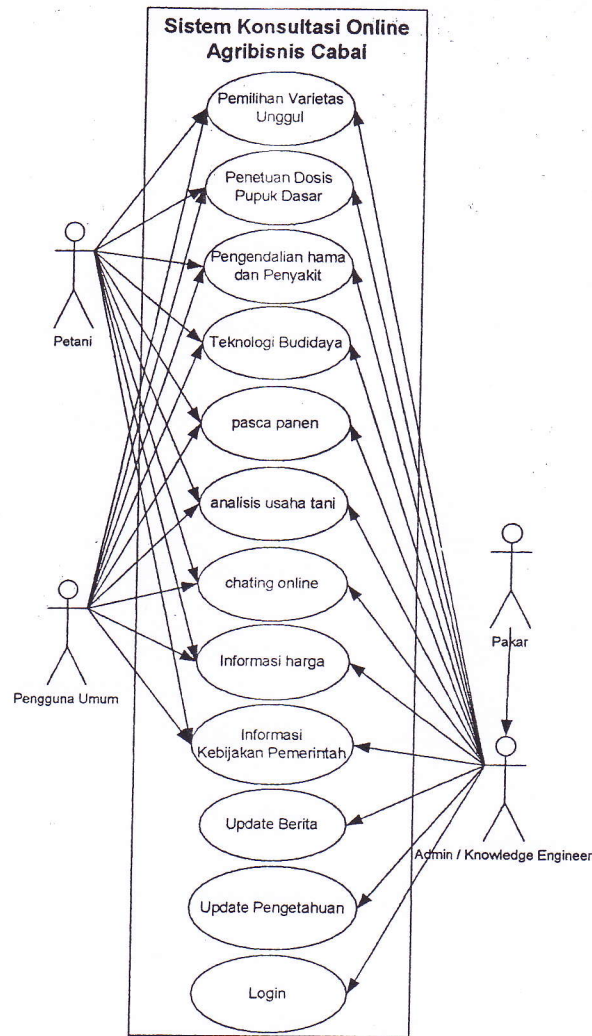 Sistem Konsultasi Online
Agribisnis Cabai
Pemilihan Varietas
Unggul
Penetuan Dosis
Pupuk Dasar
Pengendalian hama
dan Penyakit
Petani
Teknologi Budidaya
pasca panen
analisis usaha tani
chating online
Pakar
Pengguna Umum
Informasi harga
Informasi
Kebijakan Pemerintah
Update Berita
Admin / Knowledge Engineer
Update Pengetahuan
Login